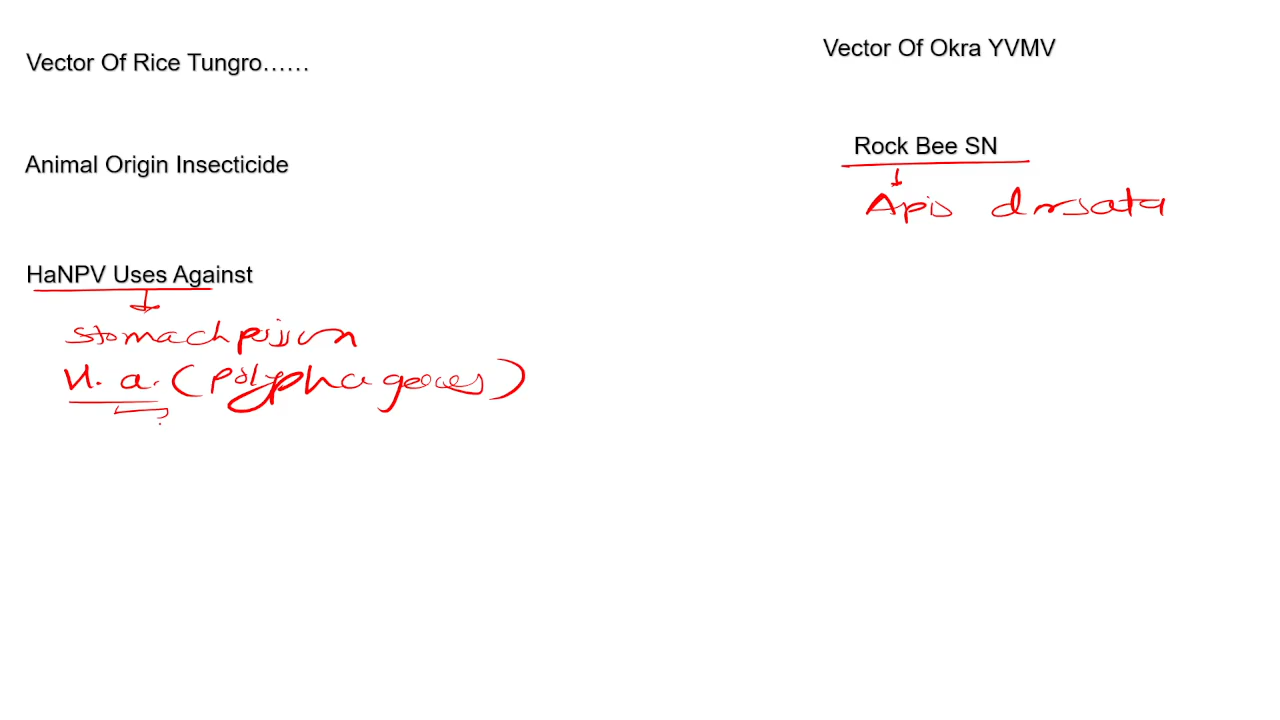 Vector Of Rice Tungro......
Animal Origin Insecticide
HaNPV Uses Against
stomach poison
H. a. (polyphageous)
Vector Of Okra YVMV
Rock Bee SN
Apis dorsata